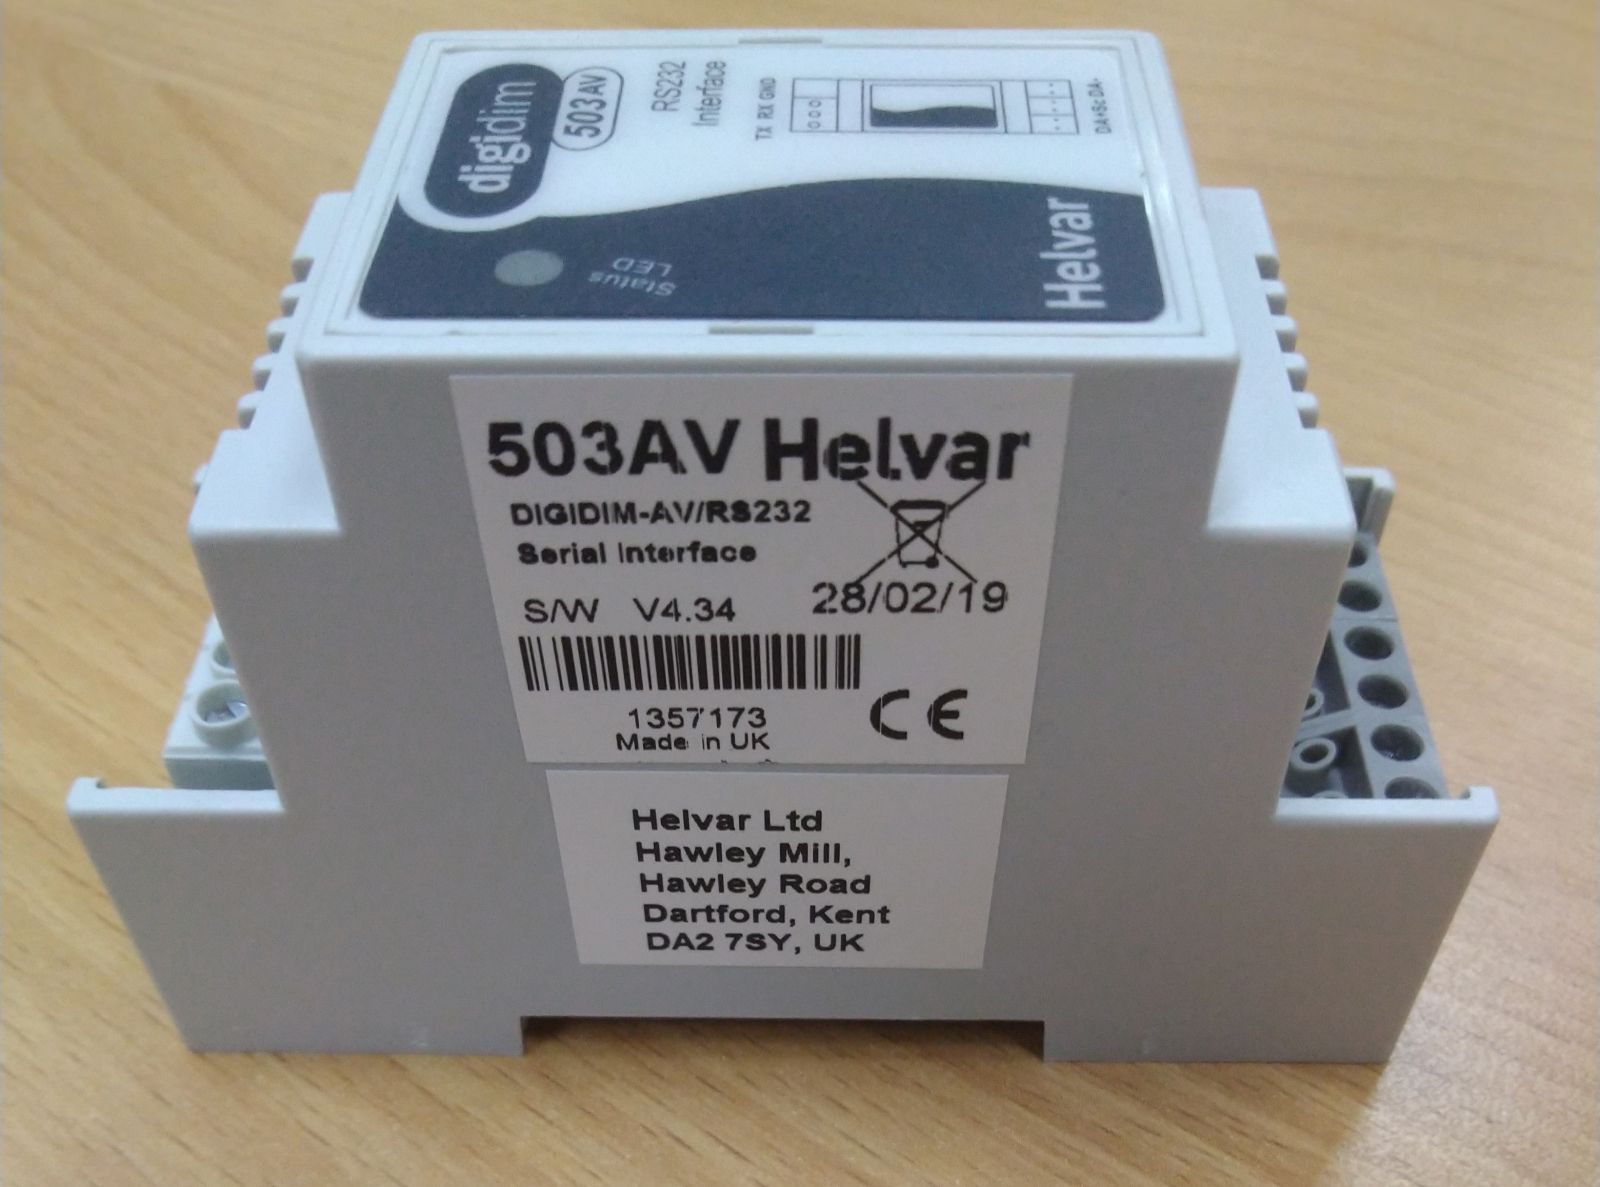 digidim
503AV
RS232
Interface
TX RX GND
DA+ Sc DA-
Status
LED
Helvar
503AV Helvar
DIGIDIM-AV/RS232
Serial Interface
S/W V4.34 28/02/19
1357173
Made in UK
CE
Helvar Ltd
Hawley Mill,
Hawley Road
Dartford, Kent
DA2 7SY, UK